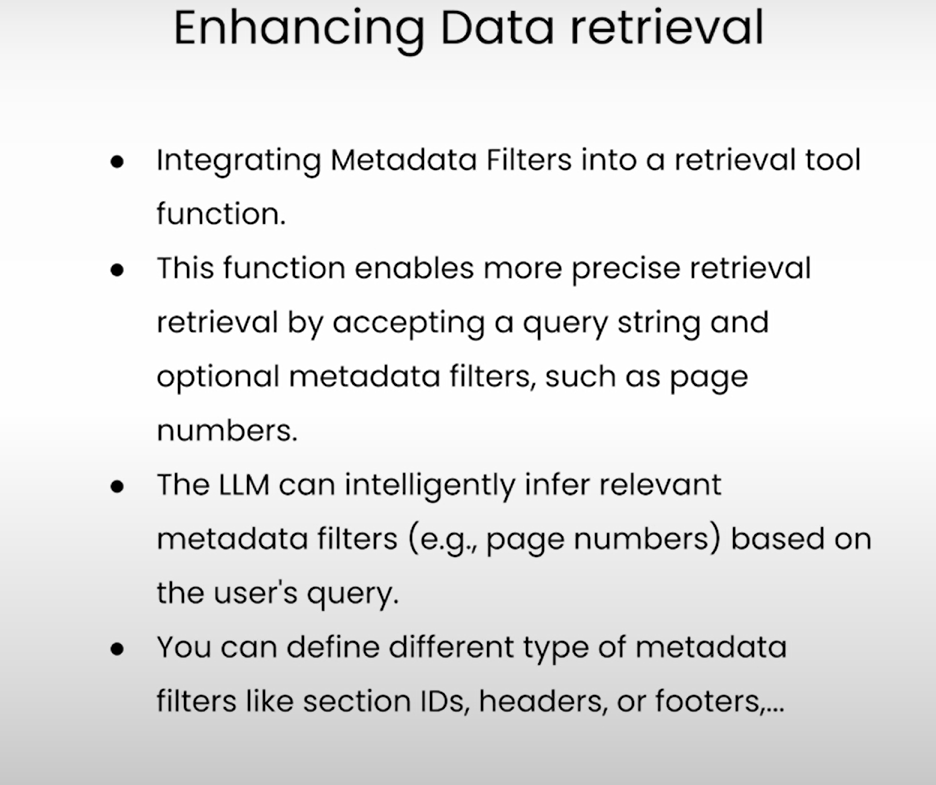 Enhancing Data retrieval
● Integrating Metadata Filters into a retrieval tool
function.
● This function enables more precise retrieval
retrieval by accepting a query string and
optional metadata filters, such as page
numbers.
● The LLM can intelligently infer relevant
metadata filters (e.g., page numbers) based on
the user's query.
● You can define different type of metadata
filters like section IDs, headers, or footers,...